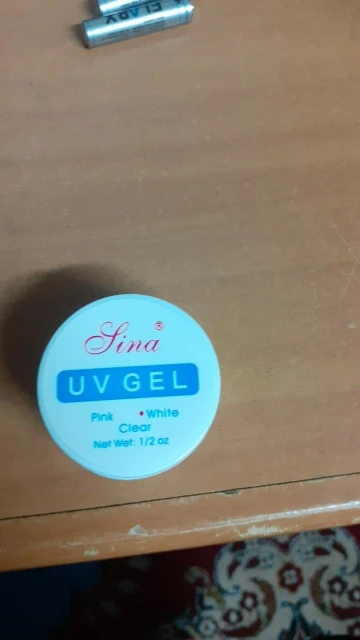 Sina®
UV GEL
Pink •White
Clear
Net Wet: 1/2 oz